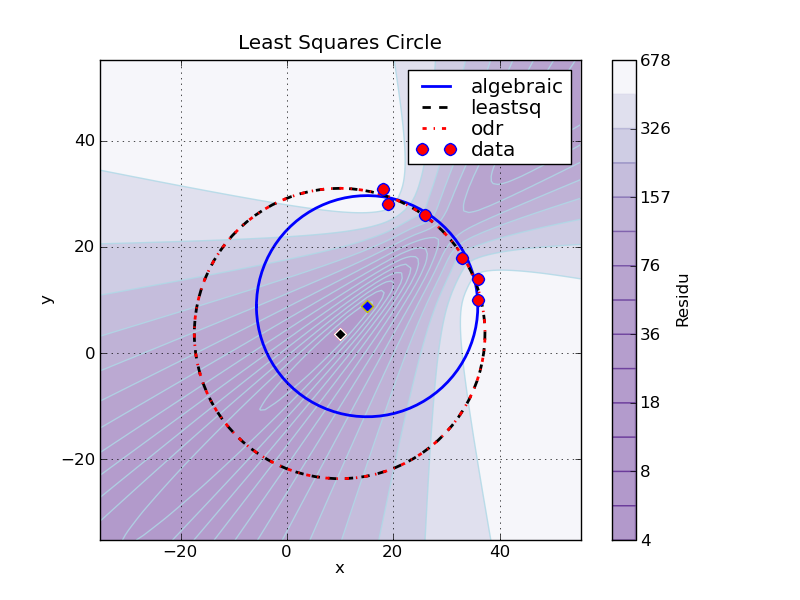 Least Squares Circle
algebraic
leastsq
odr
data
40
20
0
−20
y
−20
0
20
40
x
678
326
157
76
36
18
8
4
Residu